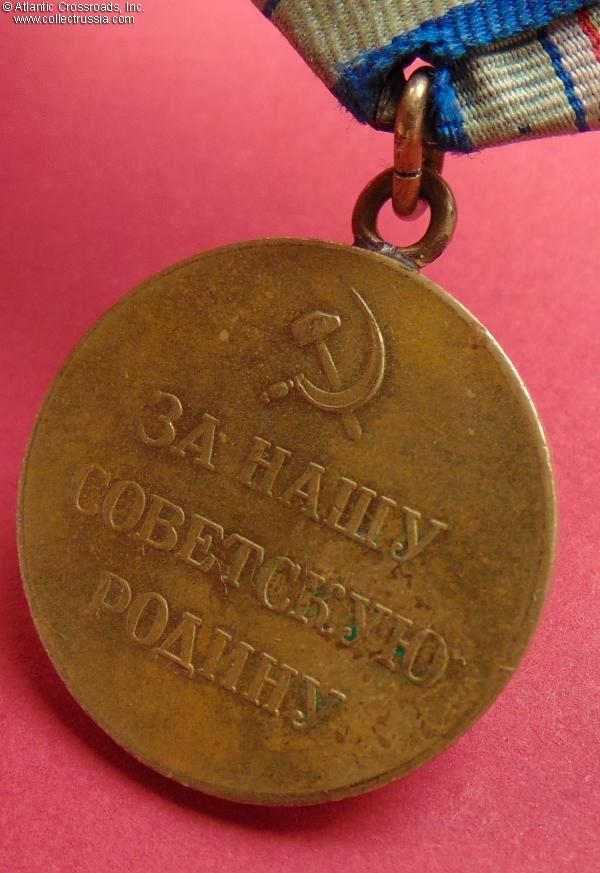 © Atlantic Crossroads, Inc.
www.collectrussia.com
ЗА НАШУ
СОВЕТСКУЮ
РОДИНУ